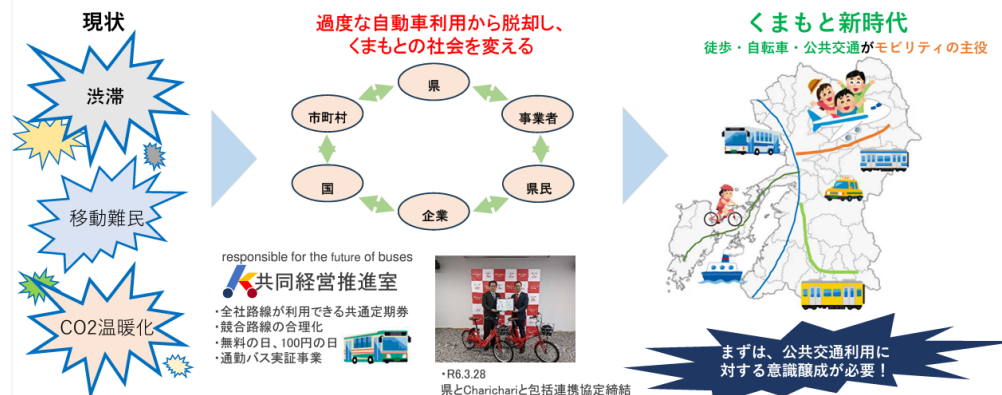 現状
渋滞
移動難民
CO2温暖化
過度な自動車利用から脱却し、
くまもとの社会を変える
県
市町村
事業者
国
県民
企業
responsible for the future of buses
共同経営推進室
・全社路線が利用できる共通定期券
・競合路線の合理化
・無料の日、100円の日
・通勤バス実証事業
・R6.3.28
県とCharichariと包括連携協定締結
くまもと新時代
徒歩・自転車・公共交通がモビリティの主役
まずは、公共交通利用に
対する意識醸成が必要！